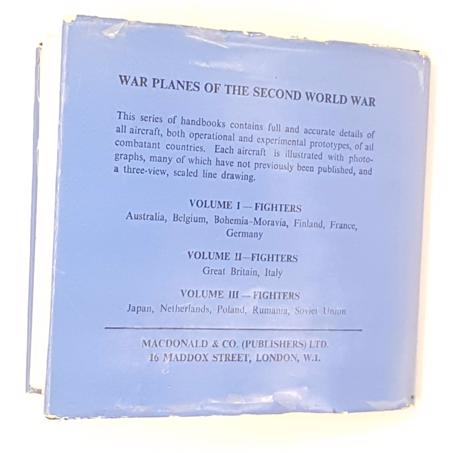 WAR PLANES OF THE SECOND WORLD WAR
This series of handbooks contains full and accurate details of
all aircraft, both operational and experimental prototypes, of all
combatant countries. Each aircraft is illustrated with photo-
graphs, many of which have not previously been published, and
a three-view, scaled line drawing.
VOLUME I—FIGHTERS
Australia, Belgium, Bohemia-Moravia, Finland, France,
Germany
VOLUME II—FIGHTERS
Great Britain, Italy
VOLUME III—FIGHTERS
Japan, Netherlands, Poland, Rumania, Soviet Union
MACDONALD & CO. (PUBLISHERS) LTD.
16 MADDOX STREET, LONDON, W.1.